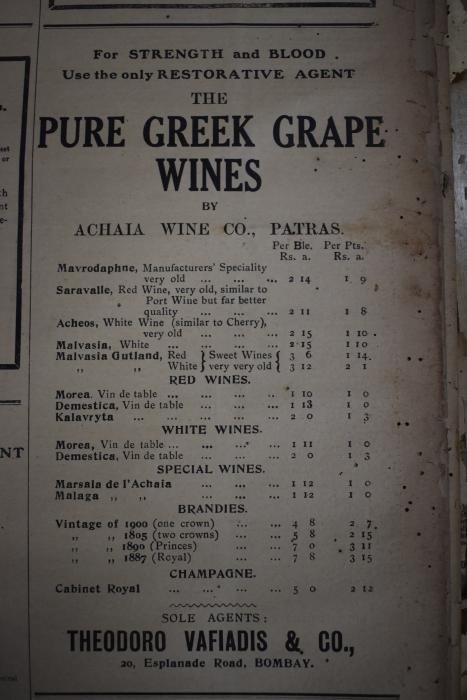 For STRENGTH and BLOOD .
Use the only RESTORATIVE AGENT
THE
PURE GREEK GRAPE
WINES
BY
ACHAIA WINE CO., PATRAS.
Per Ble. Per Pts.
Rs. a. Rs. a.
Mavrodaphne, Manufacturers' Speciality
very old ... ... ... 2 14 1 9
Saravalle, Red Wine, very old, similar to
Port Wine but far better
quality ... ... ... 2 11 1 8
Acheos, White Wine (similar to Cherry),
very old ... ... ... 2 15 1 10
Malvasia, White ... ... ... 2 15 1 10
Malvasia Gutland, Red } Sweet Wines { 3 6 1 14
„ „ White } very very old { 3 12 2 1
RED WINES.
Morea. Vin de table ... ... ... 1 10 1 0
Demestica, Vin de table ... ... ... 1 13 1 0
Kalavryta ... ... ... 2 0 1 3
WHITE WINES.
Morea, Vin de table ... ... ... 1 11 1 0
Demestica, Vin de table ... ... ... 2 0 1 3
SPECIAL WINES.
Marsala de l'Achaia ... ... ... 1 12 1 0
Malaga „ „ ... ... ... 1 12 1 0
BRANDIES.
Vintage of 1900 (one crown) ... ... 4 8 2 7
„ „ 1805 (two crowns) ... ... 5 8 2 15
„ „ 1890 (Princes) ... ... 7 0 3 11
„ „ 1887 (Royal) ... ... 7 8 3 15
CHAMPAGNE.
Cabinet Royal ... ... ... 5 0 2 12
SOLE AGENTS:
THEODORO VAFIADIS & CO.,
20, Esplanade Road, BOMBAY.
NT